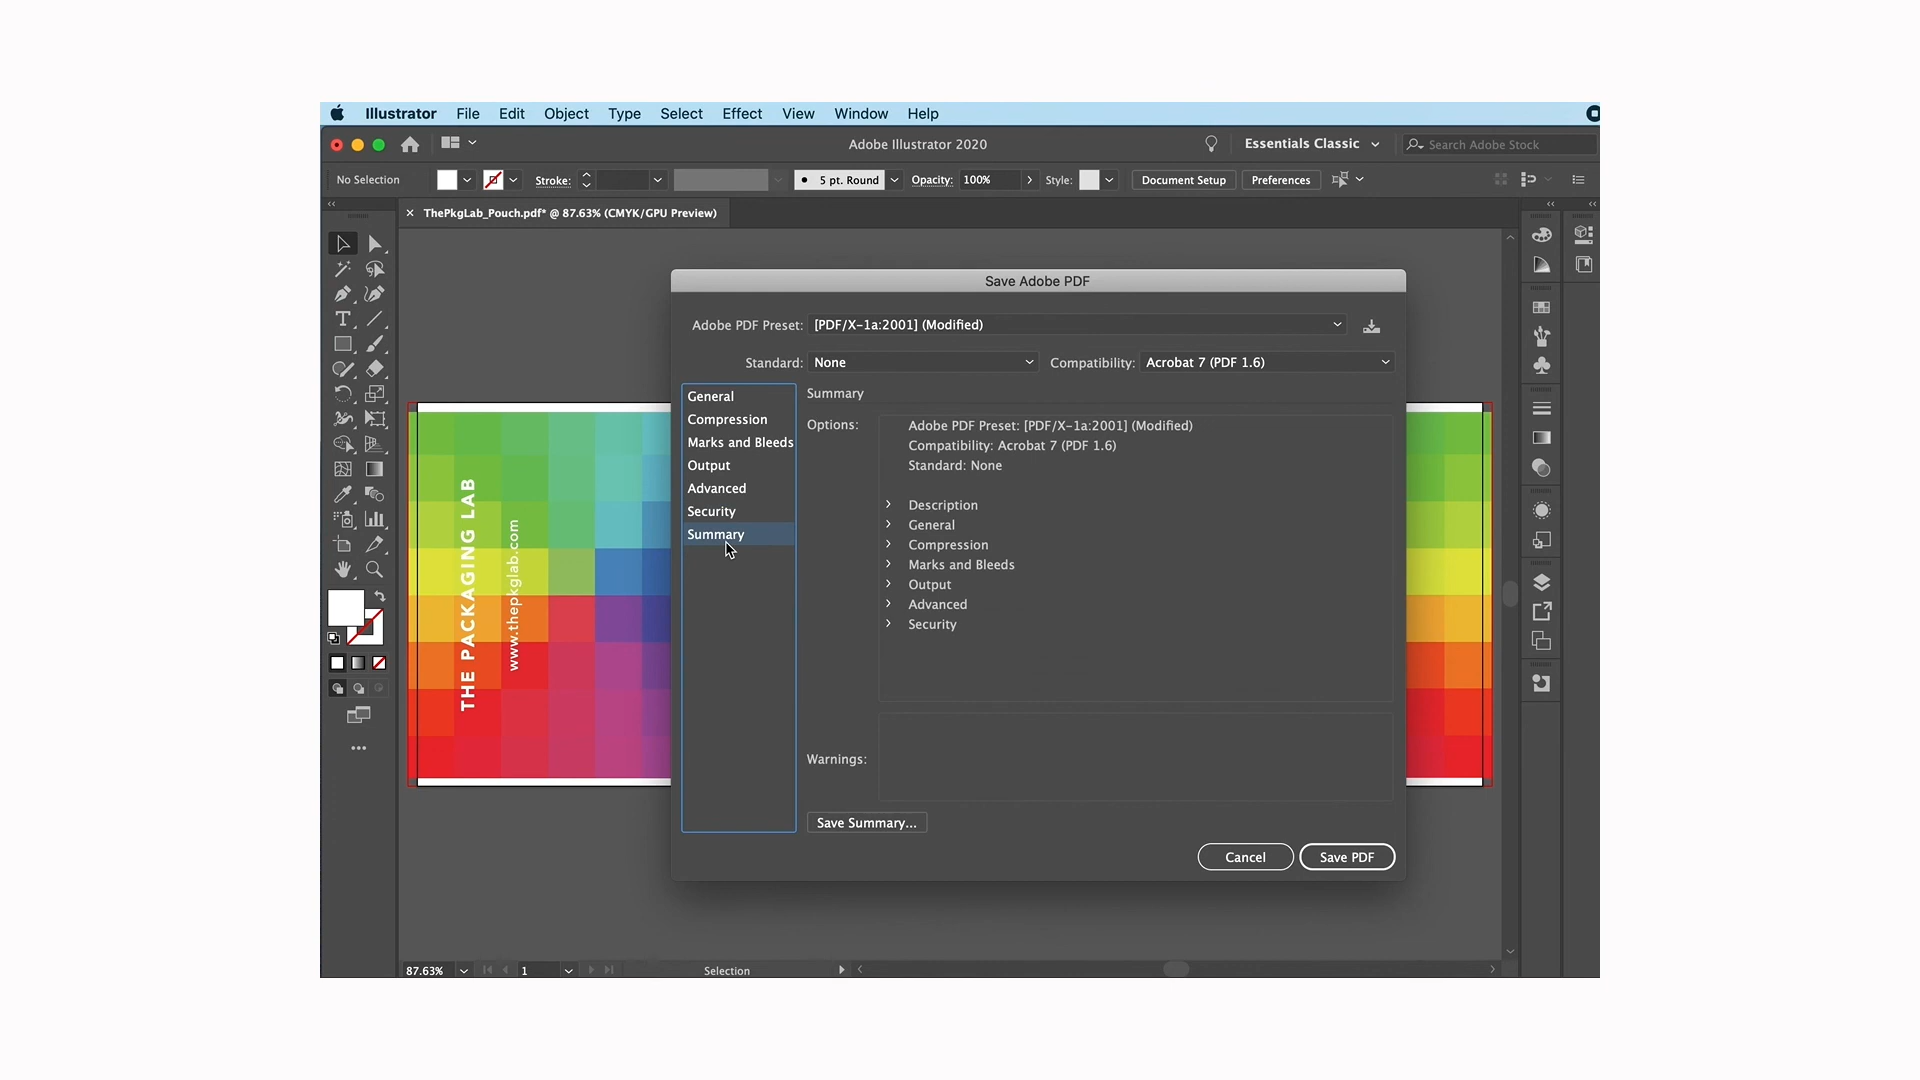 Illustrator File Edit Object Type Select Effect View Window Help
Adobe Illustrator 2020
Essentials Classic
Search Adobe Stock
No Selection
Stroke:
5 pt. Round
Opacity: 100%
Style:
Document Setup
Preferences
ThePkgLab_Pouch.pdf* @ 87.63% (CMYK/GPU Preview)
THE PACKAGING LAB
www.thepkglab.com
Save Adobe PDF
Adobe PDF Preset: [PDF/X-1a:2001] (Modified)
Standard: None
Compatibility: Acrobat 7 (PDF 1.6)
General
Compression
Marks and Bleeds
Output
Advanced
Security
Summary
Summary
Options:
Adobe PDF Preset: [PDF/X-1a:2001] (Modified)
Compatibility: Acrobat 7 (PDF 1.6)
Standard: None
Description
General
Compression
Marks and Bleeds
Output
Advanced
Security
Warnings:
Save Summary...
Cancel
Save PDF
87.63%
1
Selection